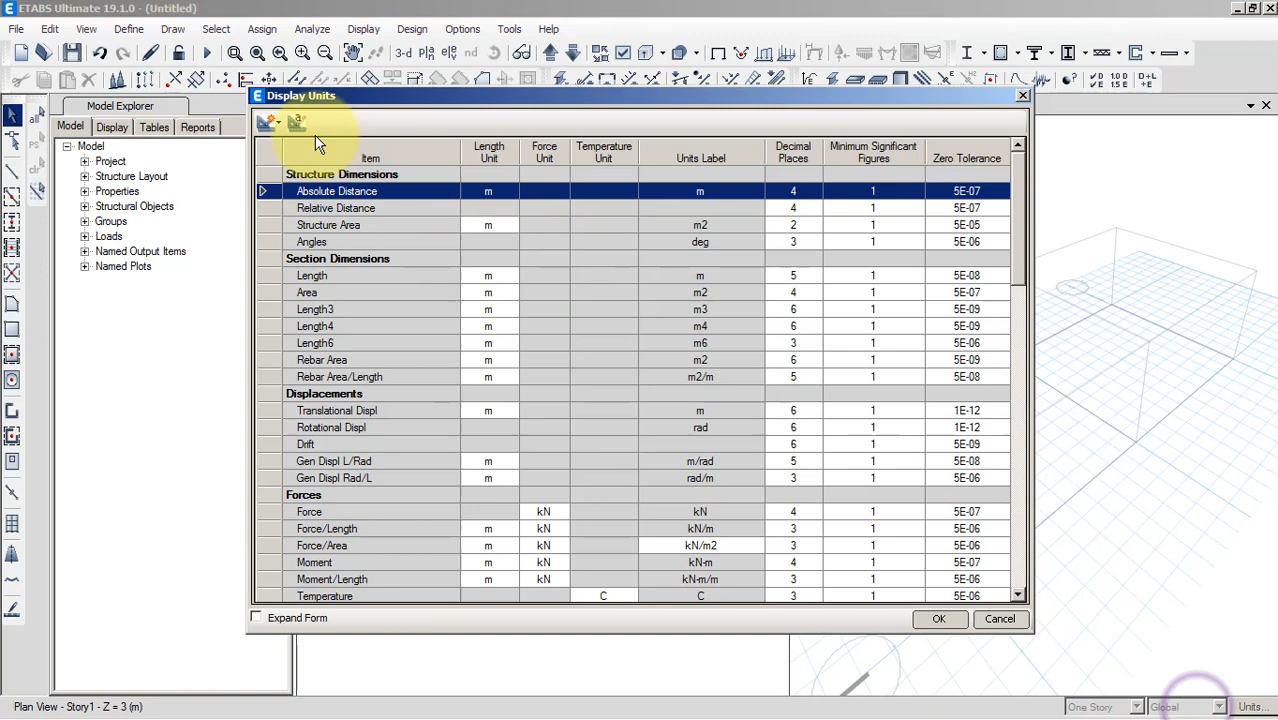 ETABS Ultimate 19.1.0 - (Untitled)
File Edit View Define Draw Select Assign Analyze Display Design Options Tools Help
Model Explorer
Model Display Tables Reports
Model
Project
Structure Layout
Properties
Structural Objects
Groups
Loads
Named Output Items
Named Plots
Display Units
Item Length Unit Force Unit Temperature Unit Units Label Decimal Places Minimum Significant Figures Zero Tolerance
Structure Dimensions
Absolute Distance m m 4 1 5E-07
Relative Distance 4 1 5E-07
Structure Area m m2 2 1 5E-05
Angles deg 3 1 5E-06
Section Dimensions
Length m m 5 1 5E-08
Area m m2 4 1 5E-07
Length3 m m3 6 1 5E-09
Length4 m m4 6 1 5E-09
Length6 m m6 3 1 5E-06
Rebar Area m m2 6 1 5E-09
Rebar Area/Length m m2/m 5 1 5E-08
Displacements
Translational Displ m m 6 1 1E-12
Rotational Displ rad 6 1 1E-12
Drift 6 1 5E-09
Gen Displ L/Rad m m/rad 5 1 5E-08
Gen Displ Rad/L m rad/m 3 1 5E-06
Forces
Force kN kN 4 1 5E-07
Force/Length m kN kN/m 3 1 5E-06
Force/Area m kN kN/m2 3 1 5E-06
Moment m kN kN-m 4 1 5E-07
Moment/Length m kN kN-m/m 3 1 5E-06
Temperature C C 3 1 5E-06
Expand Form OK Cancel
Plan View - Story1 - Z = 3 (m) One Story Global Units...